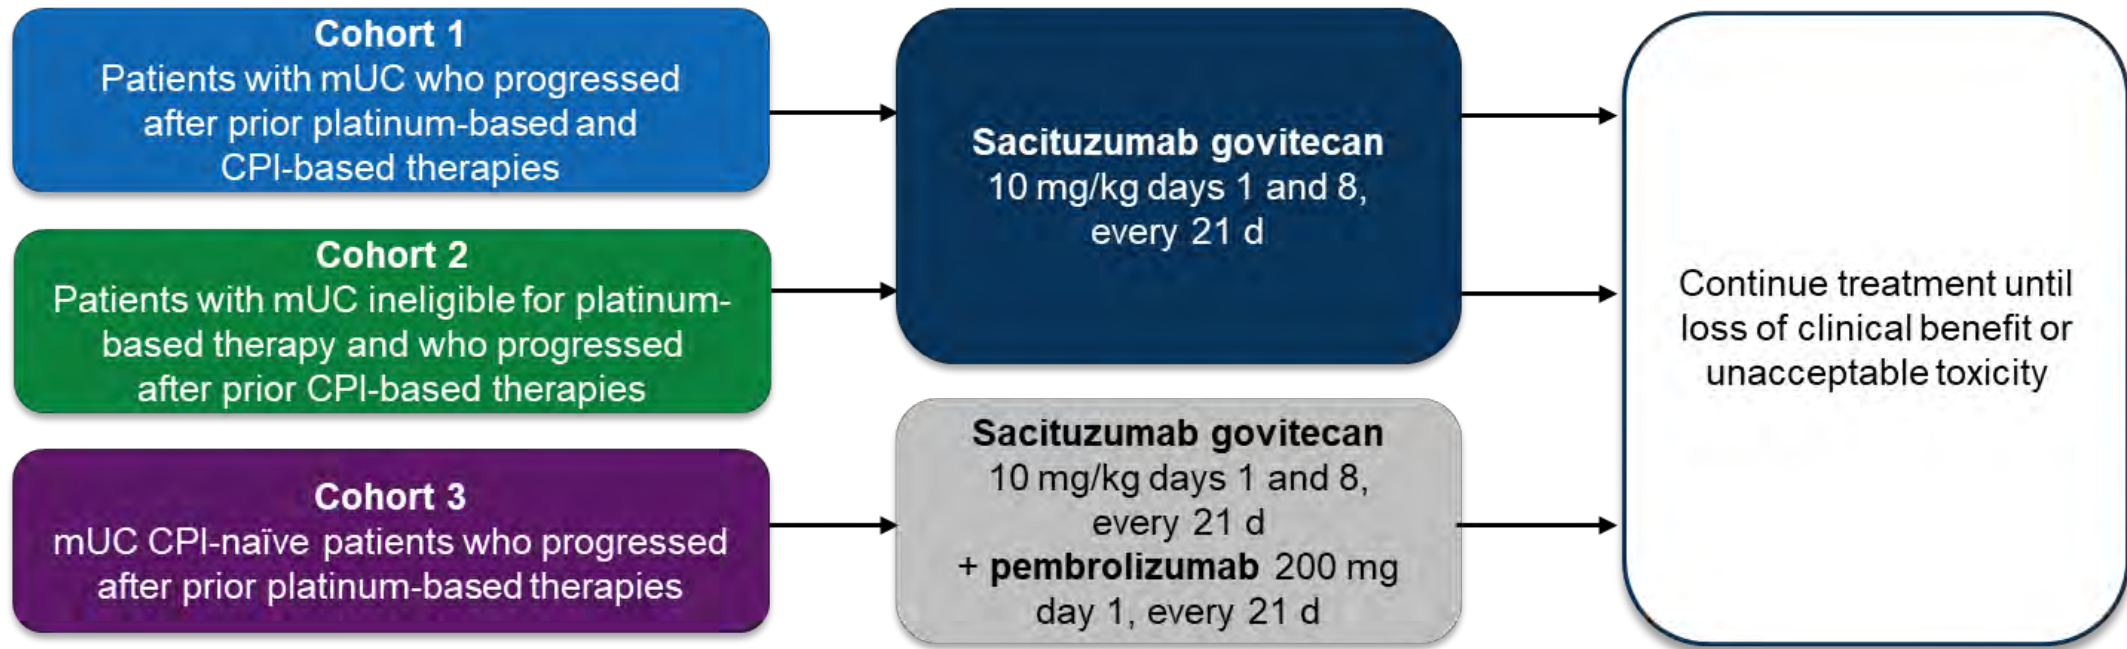 Cohort 1
Patients with mUC who progressed
after prior platinum-based and
CPI-based therapies
Cohort 2
Patients with mUC ineligible for platinum-
based therapy and who progressed
after prior CPI-based therapies
Cohort 3
mUC CPI-naïve patients who progressed
after prior platinum-based therapies
Sacituzumab govitecan
10 mg/kg days 1 and 8,
every 21 d
Sacituzumab govitecan
10 mg/kg days 1 and 8,
every 21 d
+ pembrolizumab 200 mg
day 1, every 21 d
Continue treatment until
loss of clinical benefit or
unacceptable toxicity